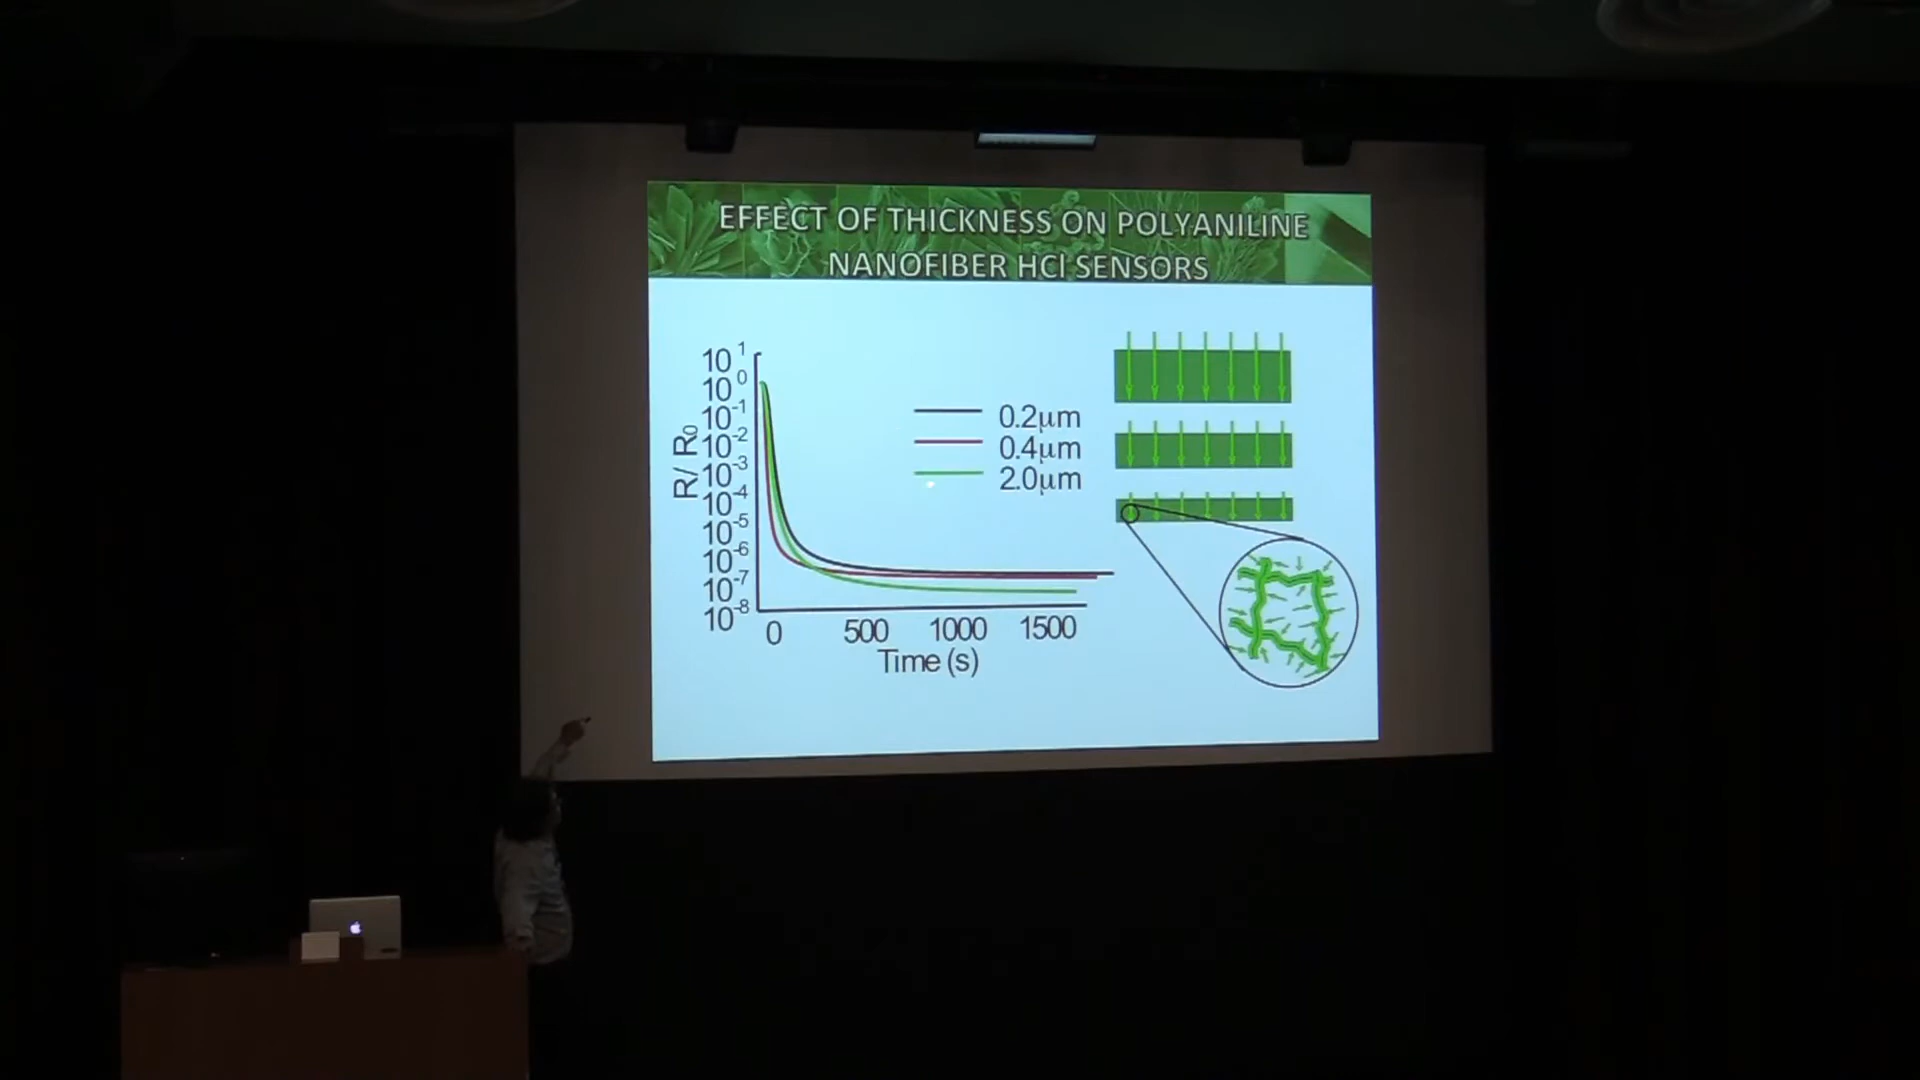 EFFECT OF THICKNESS ON POLYANILINE
NANOFIBER HCl SENSORS
10^1
10^0
10^-1
10^-2
10^-3
10^-4
10^-5
10^-6
10^-7
10^-8
R/ R₀
0.2μm
0.4μm
2.0μm
0 500 1000 1500
Time (s)